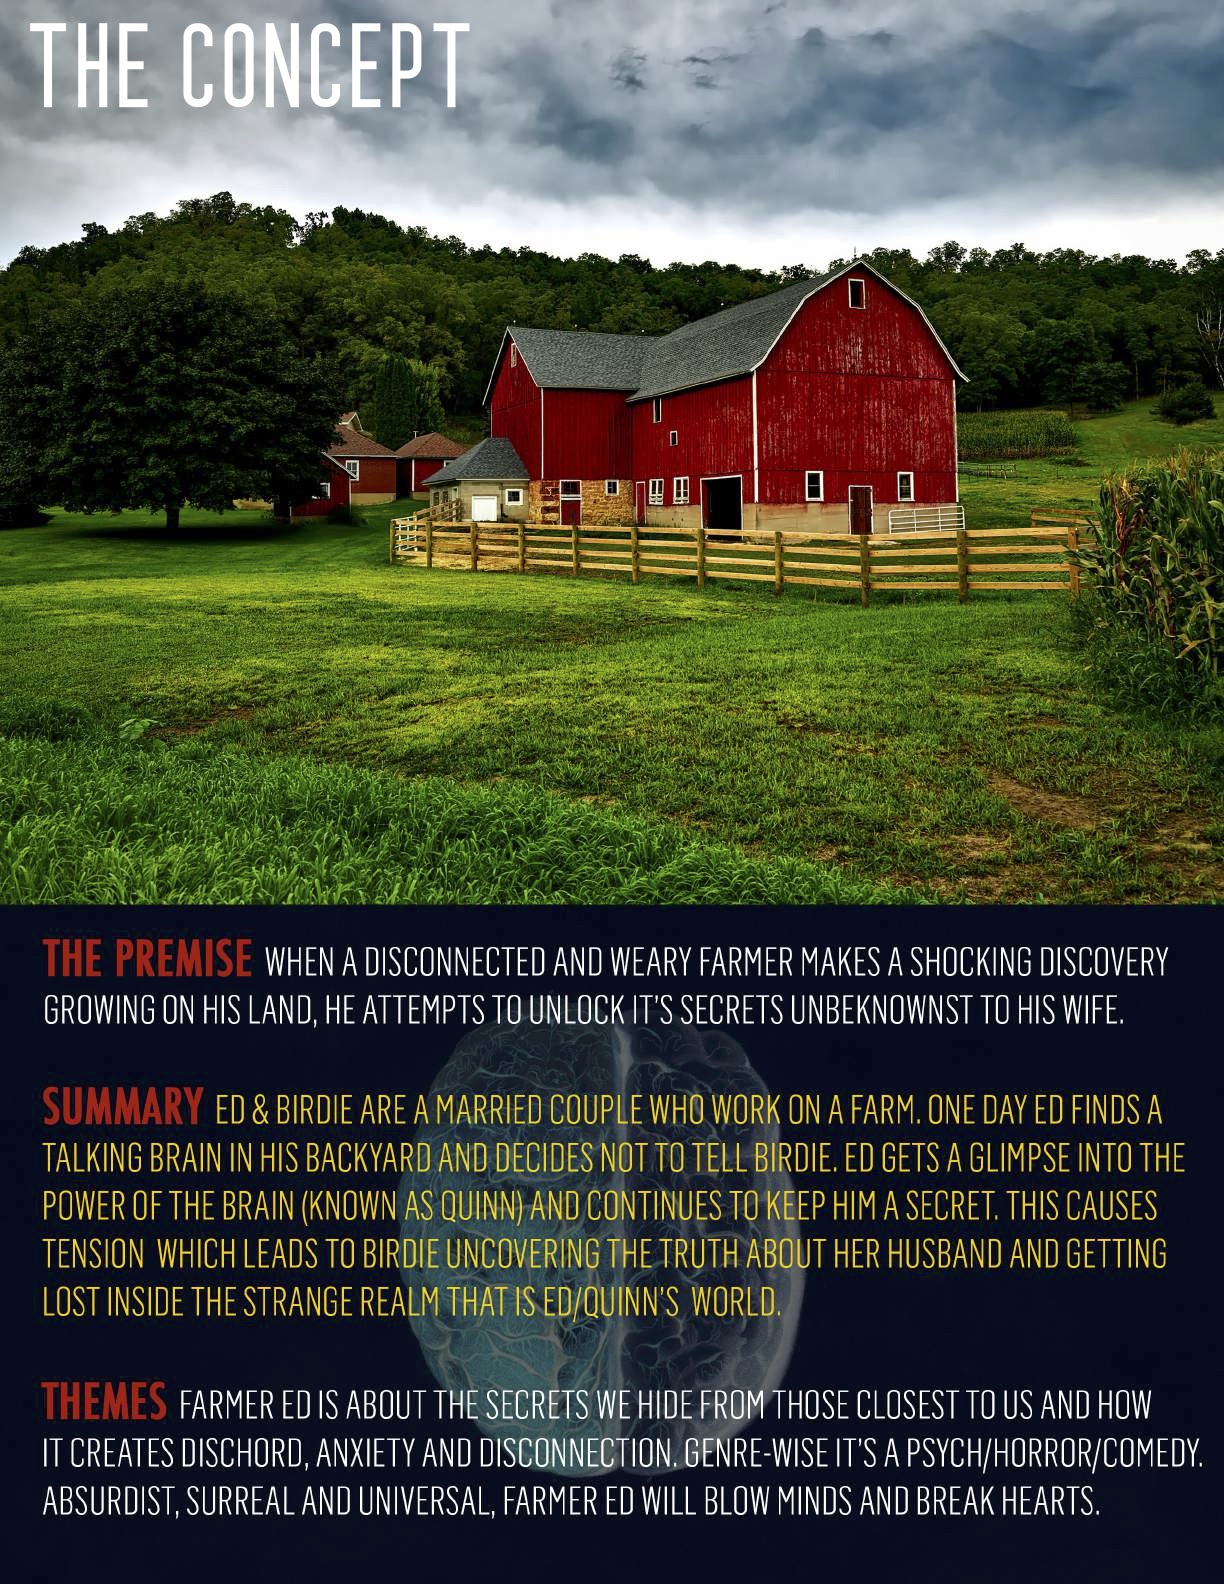 THE CONCEPT
THE PREMISE WHEN A DISCONNECTED AND WEARY FARMER MAKES A SHOCKING DISCOVERY
GROWING ON HIS LAND, HE ATTEMPTS TO UNLOCK IT'S SECRETS UNBEKNOWNST TO HIS WIFE.
SUMMARY ED & BIRDIE ARE A MARRIED COUPLE WHO WORK ON A FARM. ONE DAY ED FINDS A
TALKING BRAIN IN HIS BACKYARD AND DECIDES NOT TO TELL BIRDIE. ED GETS A GLIMPSE INTO THE
POWER OF THE BRAIN (KNOWN AS QUINN) AND CONTINUES TO KEEP HIM A SECRET. THIS CAUSES
TENSION WHICH LEADS TO BIRDIE UNCOVERING THE TRUTH ABOUT HER HUSBAND AND GETTING
LOST INSIDE THE STRANGE REALM THAT IS ED/QUINN'S WORLD.
THEMES FARMER ED IS ABOUT THE SECRETS WE HIDE FROM THOSE CLOSEST TO US AND HOW
IT CREATES DISCHORD, ANXIETY AND DISCONNECTION. GENRE-WISE IT'S A PSYCH/HORROR/COMEDY.
ABSURDIST, SURREAL AND UNIVERSAL, FARMER ED WILL BLOW MINDS AND BREAK HEARTS.